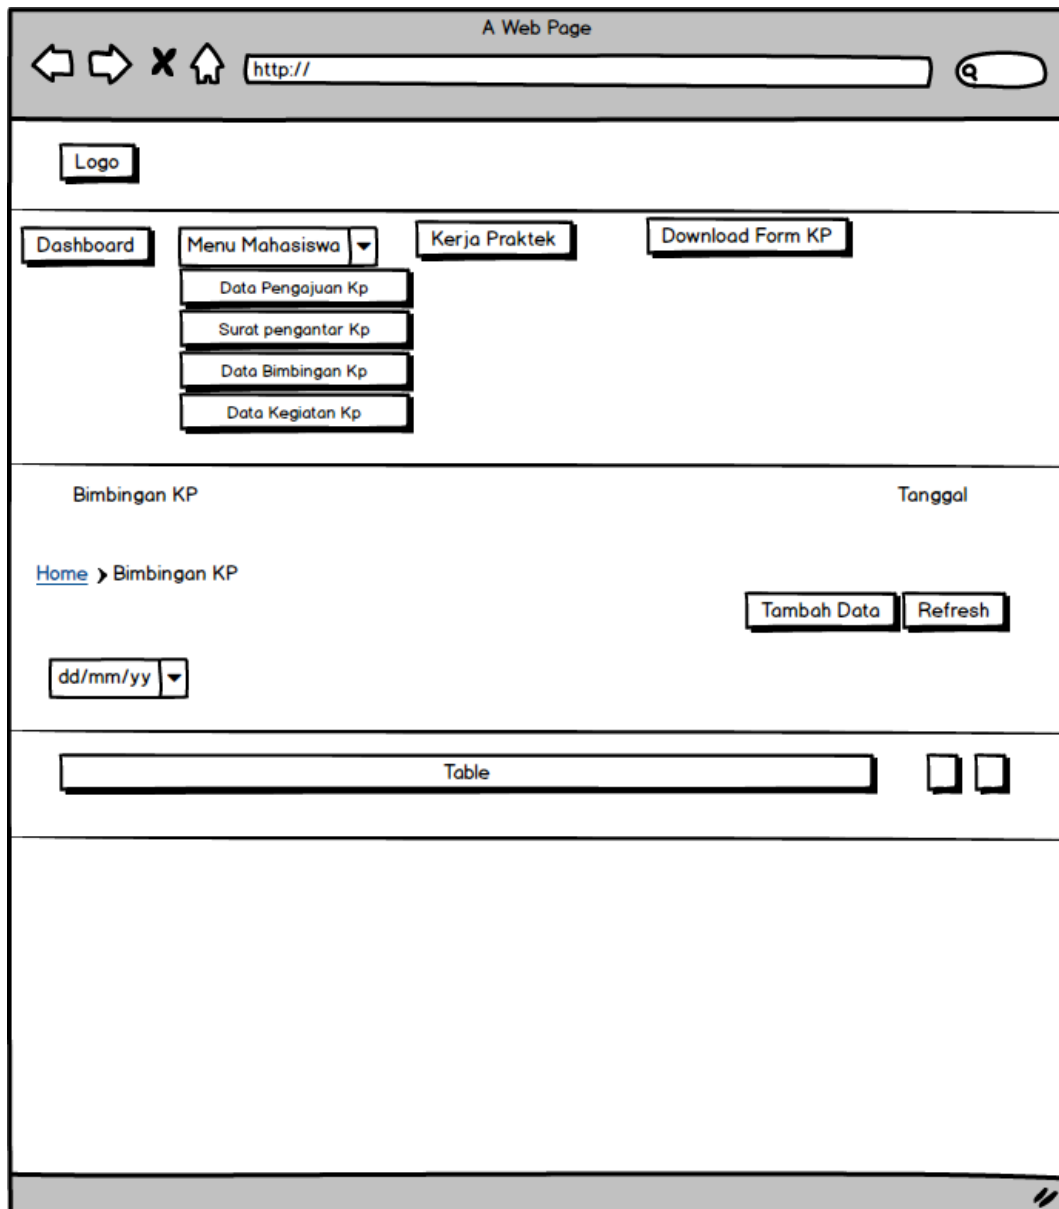 A Web Page
http://
Logo
Dashboard
Menu Mahasiswa
Kerja Praktek
Download Form KP
Data Pengajuan Kp
Surat pengantar Kp
Data Bimbingan Kp
Data Kegiatan Kp
Bimbingan KP
Tanggal
Home Bimbingan KP
Tambah Data
Refresh
dd/mm/yy
Table